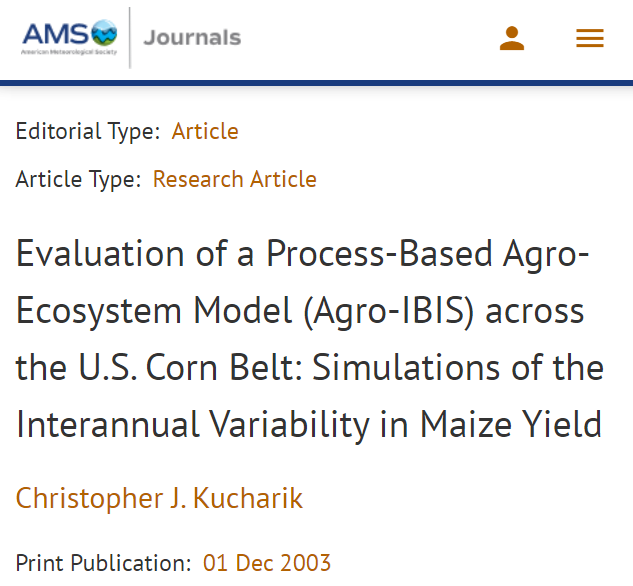 AMS
American Meteorological Society
Journals
Editorial Type: Article
Article Type: Research Article
Evaluation of a Process-Based Agro-
Ecosystem Model (Agro-IBIS) across
the U.S. Corn Belt: Simulations of the
Interannual Variability in Maize Yield
Christopher J. Kucharik
Print Publication: 01 Dec 2003